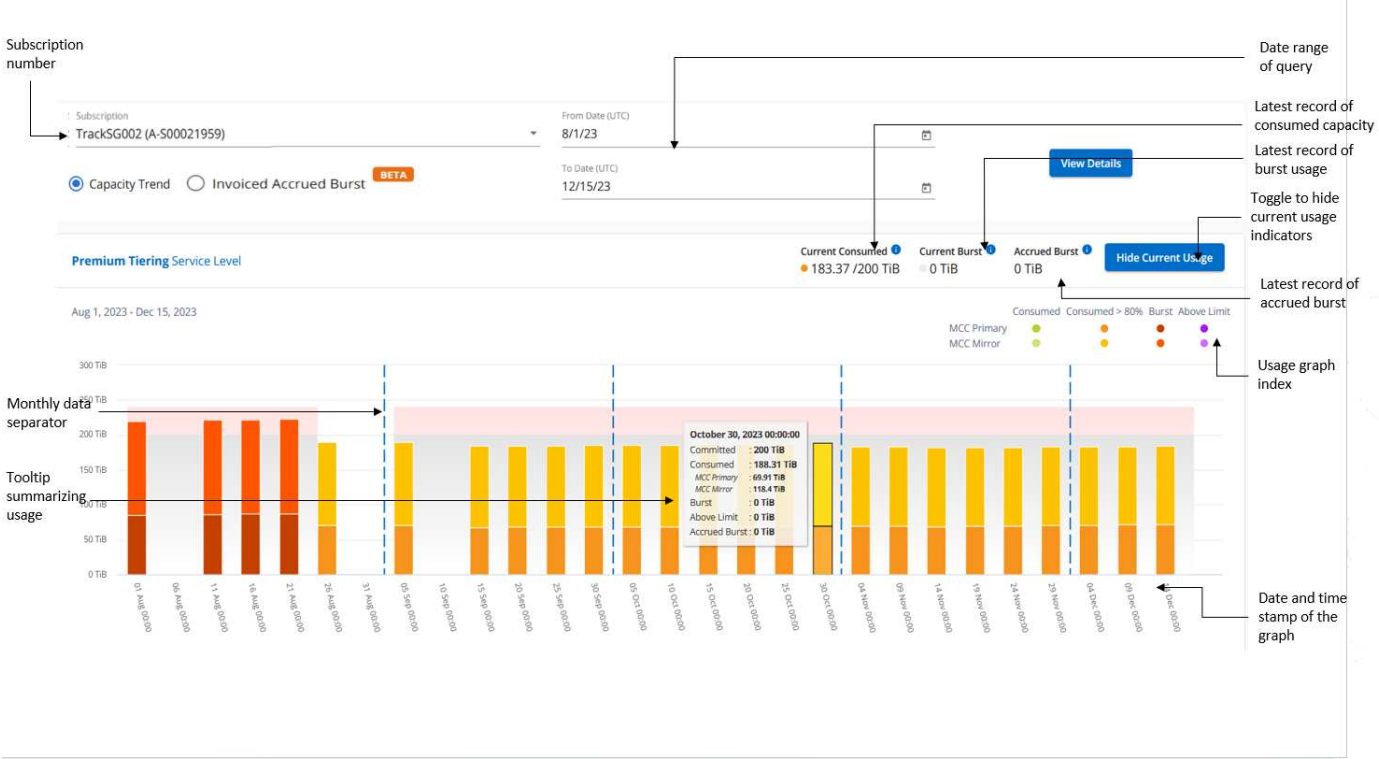 Subscription
number
Date range
of query
Latest record of
consumed capacity
Latest record of
burst usage
Toggle to hide
current usage
indicators
Latest record of
accrued burst
Usage graph
index
Date and time
stamp of the
graph
Monthly data
separator
Tooltip
summarizing
usage
Subscription
TrackSG002 (A-S00021959)
From Date (UTC)
8/1/23
Capacity Trend
Invoiced Accrued Burst
BETA
To Date (UTC)
12/15/23
View Details
Premium Tiering Service Level
Current Consumed
183.37 /200 TiB
Current Burst
0 TiB
Accrued Burst
0 TiB
Hide Current Usage
Aug 1, 2023 - Dec 15, 2023
Consumed Consumed > 80% Burst Above Limit
MCC Primary
MCC Mirror
300 TiB
250 TiB
200 TiB
150 TiB
100 TiB
50 TiB
0 TiB
October 30, 2023 00:00:00
Committed : 200 TiB
Consumed : 188.31 TiB
MCC Primary : 69.91 TiB
MCC Mirror : 118.4 TiB
Burst : 0 TiB
Above Limit : 0 TiB
Accrued Burst : 0 TiB
01 Aug 00:00
06 Aug 00:00
11 Aug 00:00
16 Aug 00:00
21 Aug 00:00
26 Aug 00:00
31 Aug 00:00
05 Sep 00:00
10 Sep 00:00
15 Sep 00:00
20 Sep 00:00
25 Sep 00:00
30 Sep 00:00
05 Oct 00:00
10 Oct 00:00
15 Oct 00:00
20 Oct 00:00
25 Oct 00:00
30 Oct 00:00
04 Nov 00:00
09 Nov 00:00
14 Nov 00:00
19 Nov 00:00
24 Nov 00:00
29 Nov 00:00
04 Dec 00:00
09 Dec 00:00
Dec 00:00